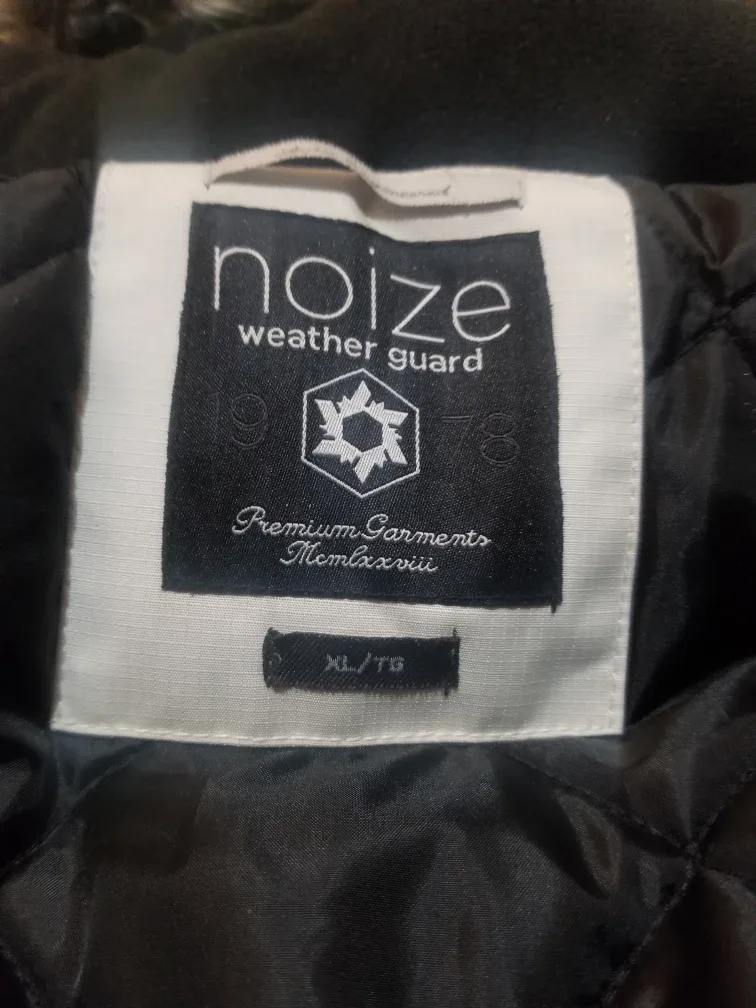 noize
weather guard
19 78
Premium Garments
Mcmlxxviii
XL/TG